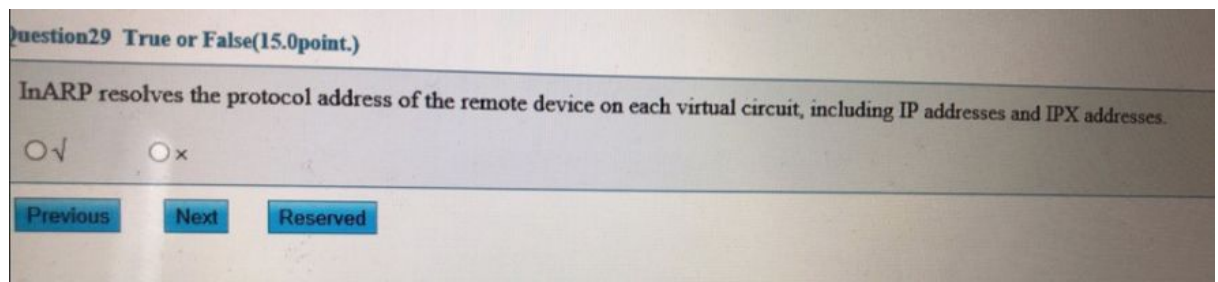 Question29 True or False(15.0point.)
InARP resolves the protocol address of the remote device on each virtual circuit, including IP addresses and IPX addresses.
√ ×
Previous Next Reserved